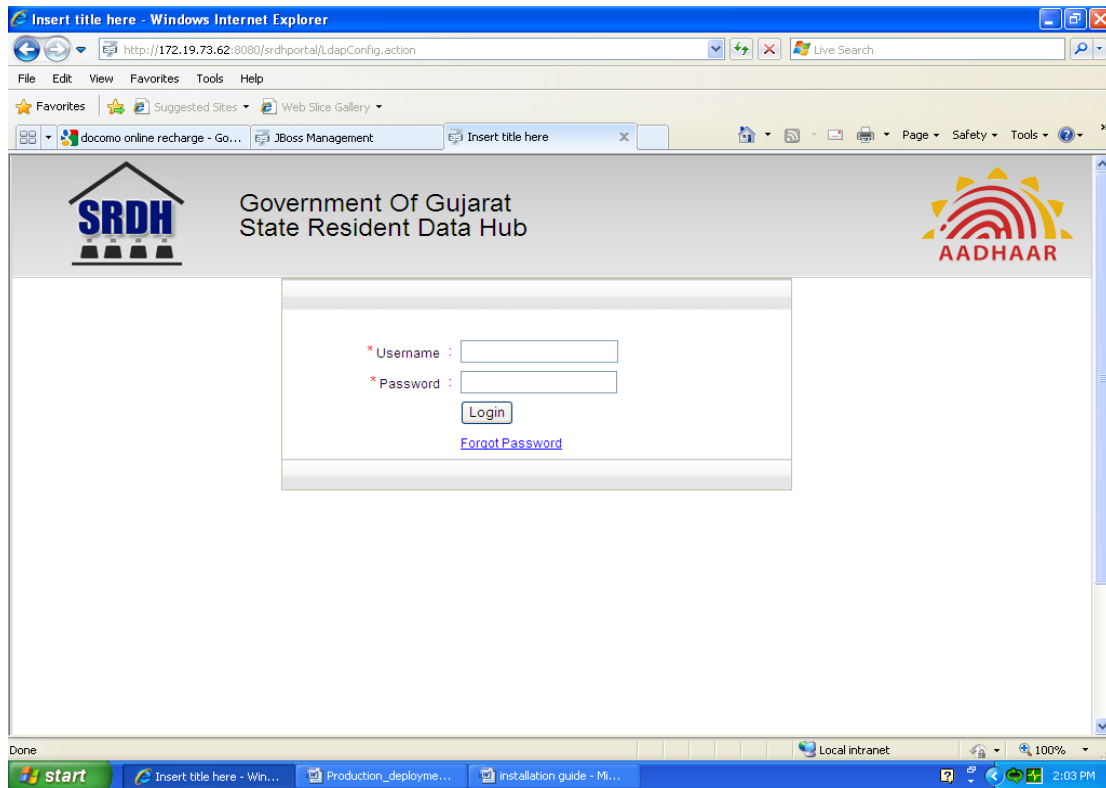 Insert title here - Windows Internet Explorer
http://172.19.73.62:8080/srdhportal/LdapConfig.action
Live Search
File Edit View Favorites Tools Help
Favorites Suggested Sites Web Slice Gallery
docomo online recharge - Go... JBoss Management Insert title here Page Safety Tools
SRDH
Government Of Gujarat
State Resident Data Hub
AADHAAR
* Username :
* Password :
Login
Forgot Password
Done Local intranet 100%
start Insert title here - Win... Production_deployme... installation guide - Mi... 2:03 PM